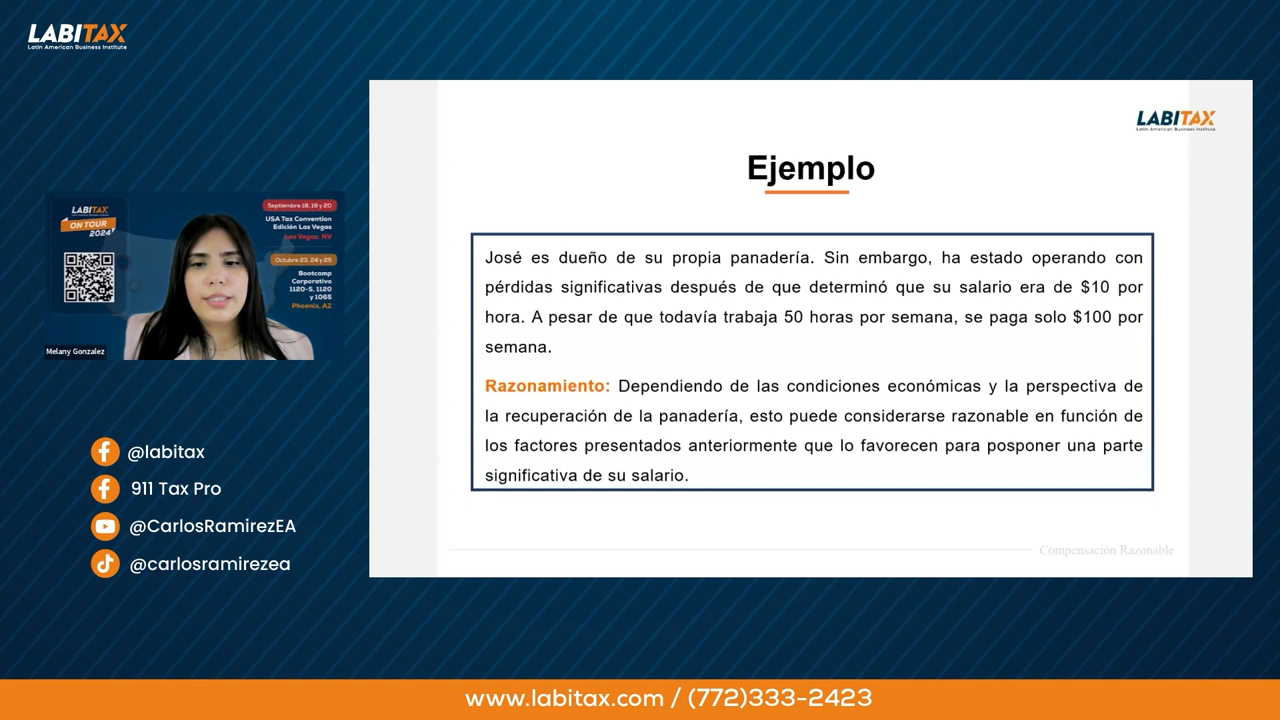 LABITAX
Latin American Business Institute
LABITAX
ON TOUR
2024
Septiembre 18, 19 y 20
USA Tax Convention
Edición Las Vegas
Las Vegas, NV
Octubre 23, 24 y 25
Bootcamp
Corporativo
1120-S, 1120
y 1065
Phoenix, AZ
Melany Gonzalez
@labitax
911 Tax Pro
@CarlosRamirezEA
@carlosramirezea
LABITAX
Latin American Business Institute
Ejemplo
José es dueño de su propia panadería. Sin embargo, ha estado operando con
pérdidas significativas después de que determinó que su salario era de $10 por
hora. A pesar de que todavía trabaja 50 horas por semana, se paga solo $100 por
semana.
Razonamiento: Dependiendo de las condiciones económicas y la perspectiva de
la recuperación de la panadería, esto puede considerarse razonable en función de
los factores presentados anteriormente que lo favorecen para posponer una parte
significativa de su salario.
Compensación Razonable
www.labitax.com / (772)333-2423